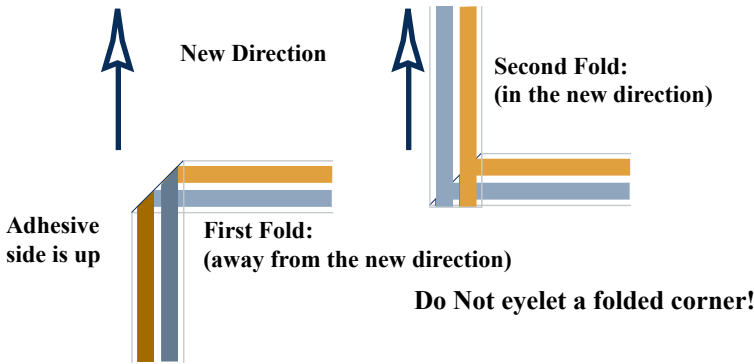 New Direction
Adhesive
side is up
First Fold:
(away from the new direction)
Second Fold:
(in the new direction)
Do Not eyelet a folded corner!